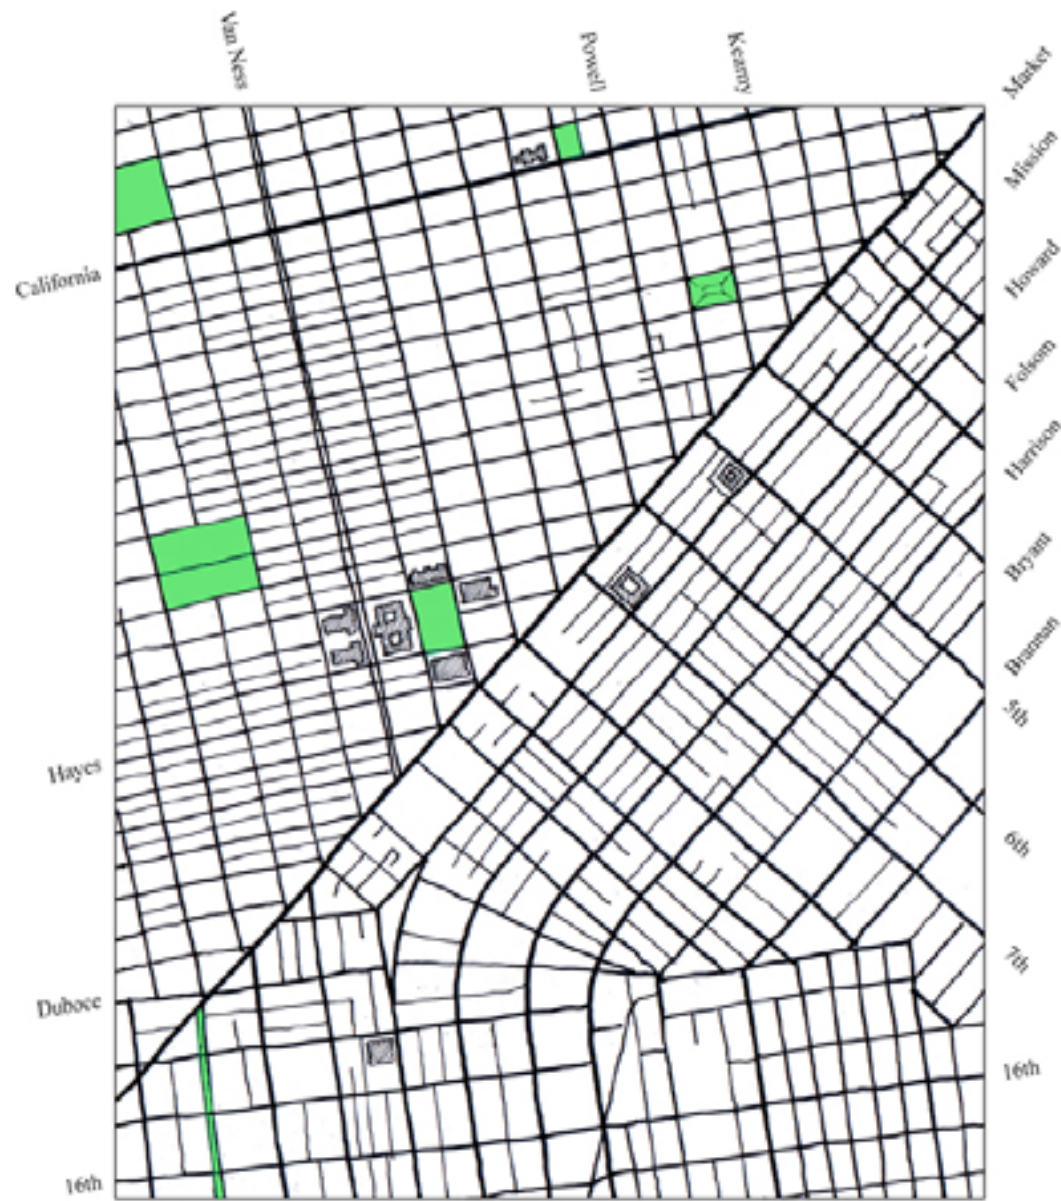 Van Ness
Powell
Kearny
Market
Mission
Howard
Folsom
Harrison
Bryant
Brannan
5th
6th
7th
16th
California
Hayes
Duboce
16th